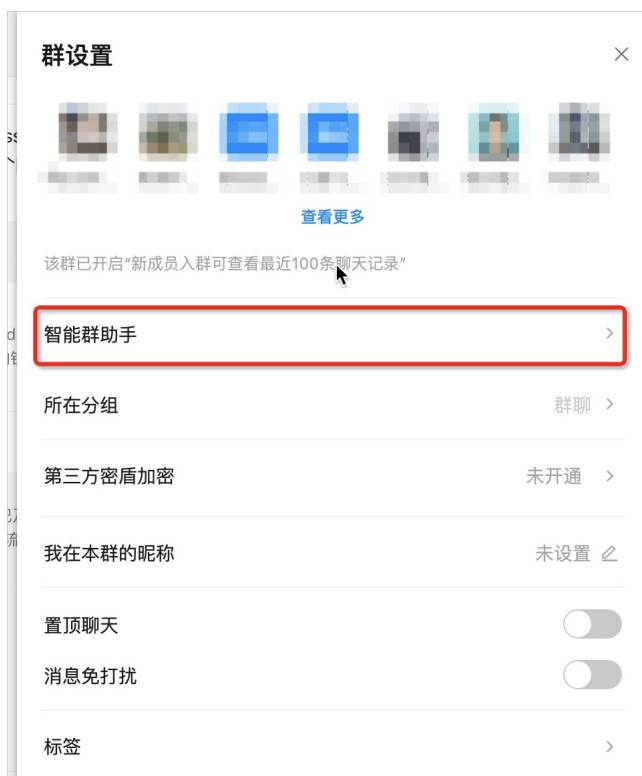 群设置
查看更多
该群已开启“新成员入群可查看最近100条聊天记录”
智能群助手
所在分组 群聊
第三方密盾加密 未开通
我在本群的昵称 未设置
置顶聊天
消息免打扰
标签